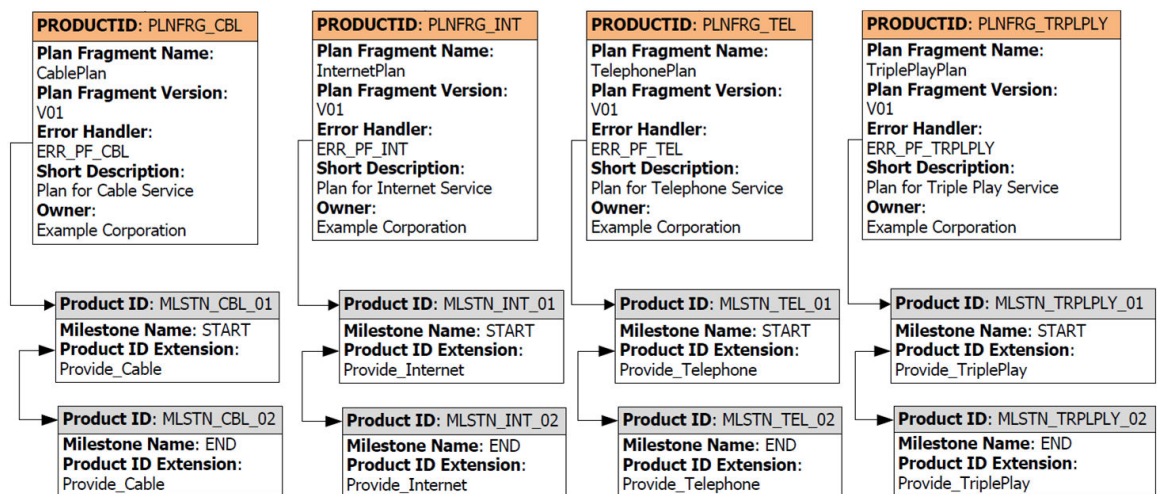 PRODUCTID: PLNFRG_CBL
Plan Fragment Name:
CablePlan
Plan Fragment Version:
V01
Error Handler:
ERR_PF_CBL
Short Description:
Plan for Cable Service
Owner:
Example Corporation
Product ID: MLSTN_CBL_01
Milestone Name: START
Product ID Extension:
Provide_Cable
Product ID: MLSTN_CBL_02
Milestone Name: END
Product ID Extension:
Provide_Cable
PRODUCTID: PLNFRG_INT
Plan Fragment Name:
InternetPlan
Plan Fragment Version:
V01
Error Handler:
ERR_PF_INT
Short Description:
Plan for Internet Service
Owner:
Example Corporation
Product ID: MLSTN_INT_01
Milestone Name: START
Product ID Extension:
Provide_Internet
Product ID: MLSTN_INT_02
Milestone Name: END
Product ID Extension:
Provide_Internet
PRODUCTID: PLNFRG_TEL
Plan Fragment Name:
TelephonePlan
Plan Fragment Version:
V01
Error Handler:
ERR_PF_TEL
Short Description:
Plan for Telephone Service
Owner:
Example Corporation
Product ID: MLSTN_TEL_01
Milestone Name: START
Product ID Extension:
Provide_Telephone
Product ID: MLSTN_TEL_02
Milestone Name: END
Product ID Extension:
Provide_Telephone
PRODUCTID: PLNFRG_TRPLPLY
Plan Fragment Name:
TriplePlayPlan
Plan Fragment Version:
V01
Error Handler:
ERR_PF_TRPLPLY
Short Description:
Plan for Triple Play Service
Owner:
Example Corporation
Product ID: MLSTN_TRPLPLY_01
Milestone Name: START
Product ID Extension:
Provide_TriplePlay
Product ID: MLSTN_TRPLPLY_02
Milestone Name: END
Product ID Extension:
Provide_TriplePlay